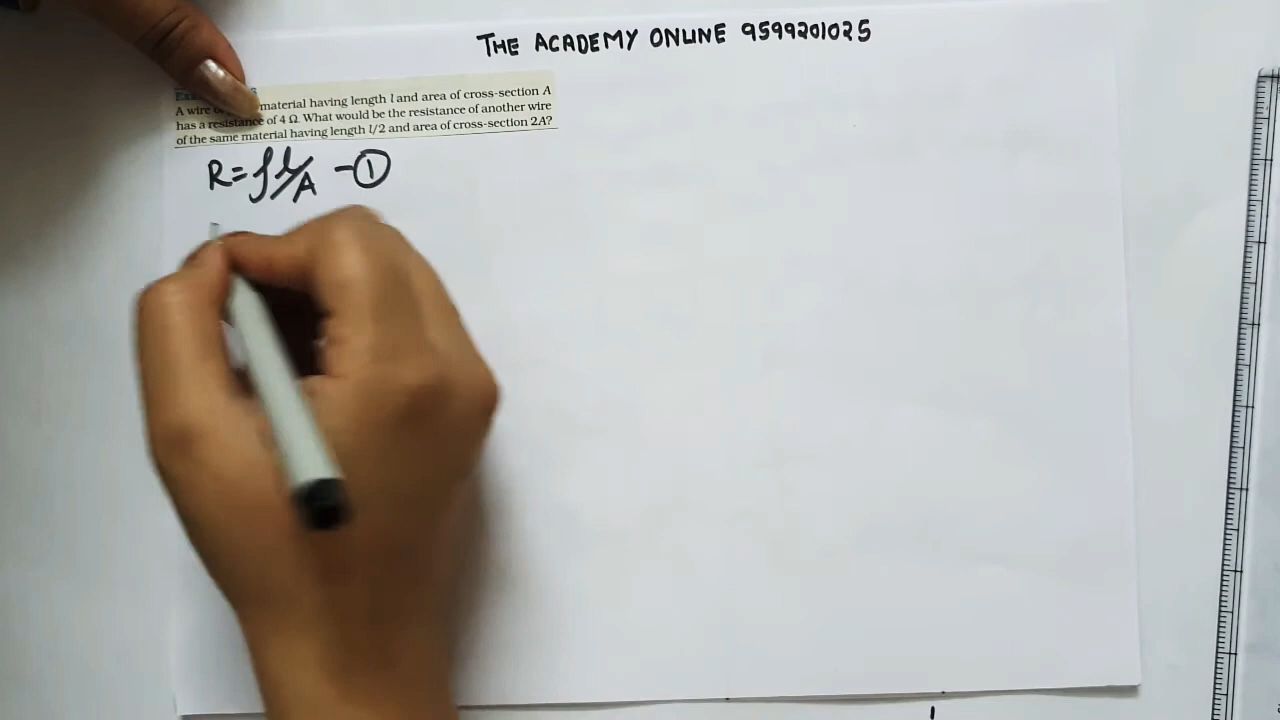 THE ACADEMY ONLINE 9599201025
A wire material having length l and area of cross-section A
has a resistance of 4 Ω. What would be the resistance of another wire
of the same material having length l/2 and area of cross-section 2A?
R=ρl/A -①